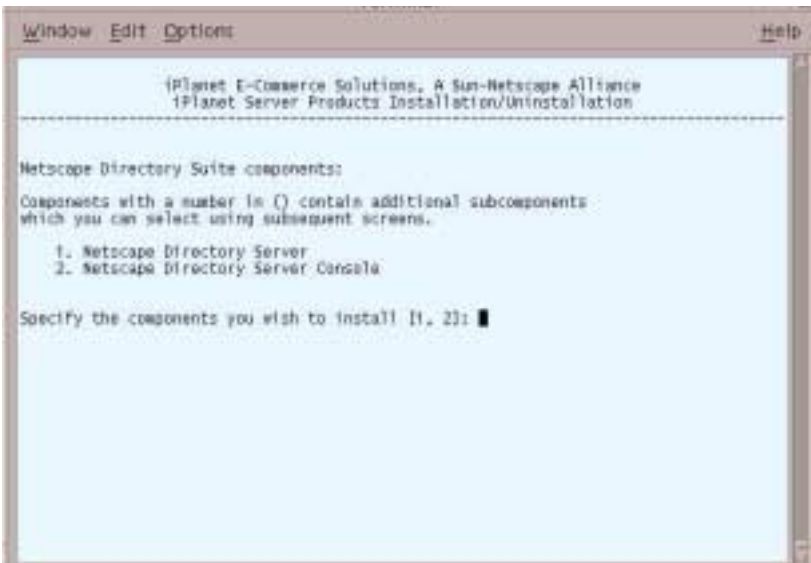 Window Edit Options Help
iPlanet E-Commerce Solutions, A Sun-Netscape Alliance
iPlanet Server Products Installation/Uninstallation
--------------------------------------------------------------------------------
Netscape Directory Suite components:
Components with a number in () contain additional subcomponents
which you can select using subsequent screens.
1. Netscape Directory Server
2. Netscape Directory Server Console
Specify the components you wish to install [1, 2]: